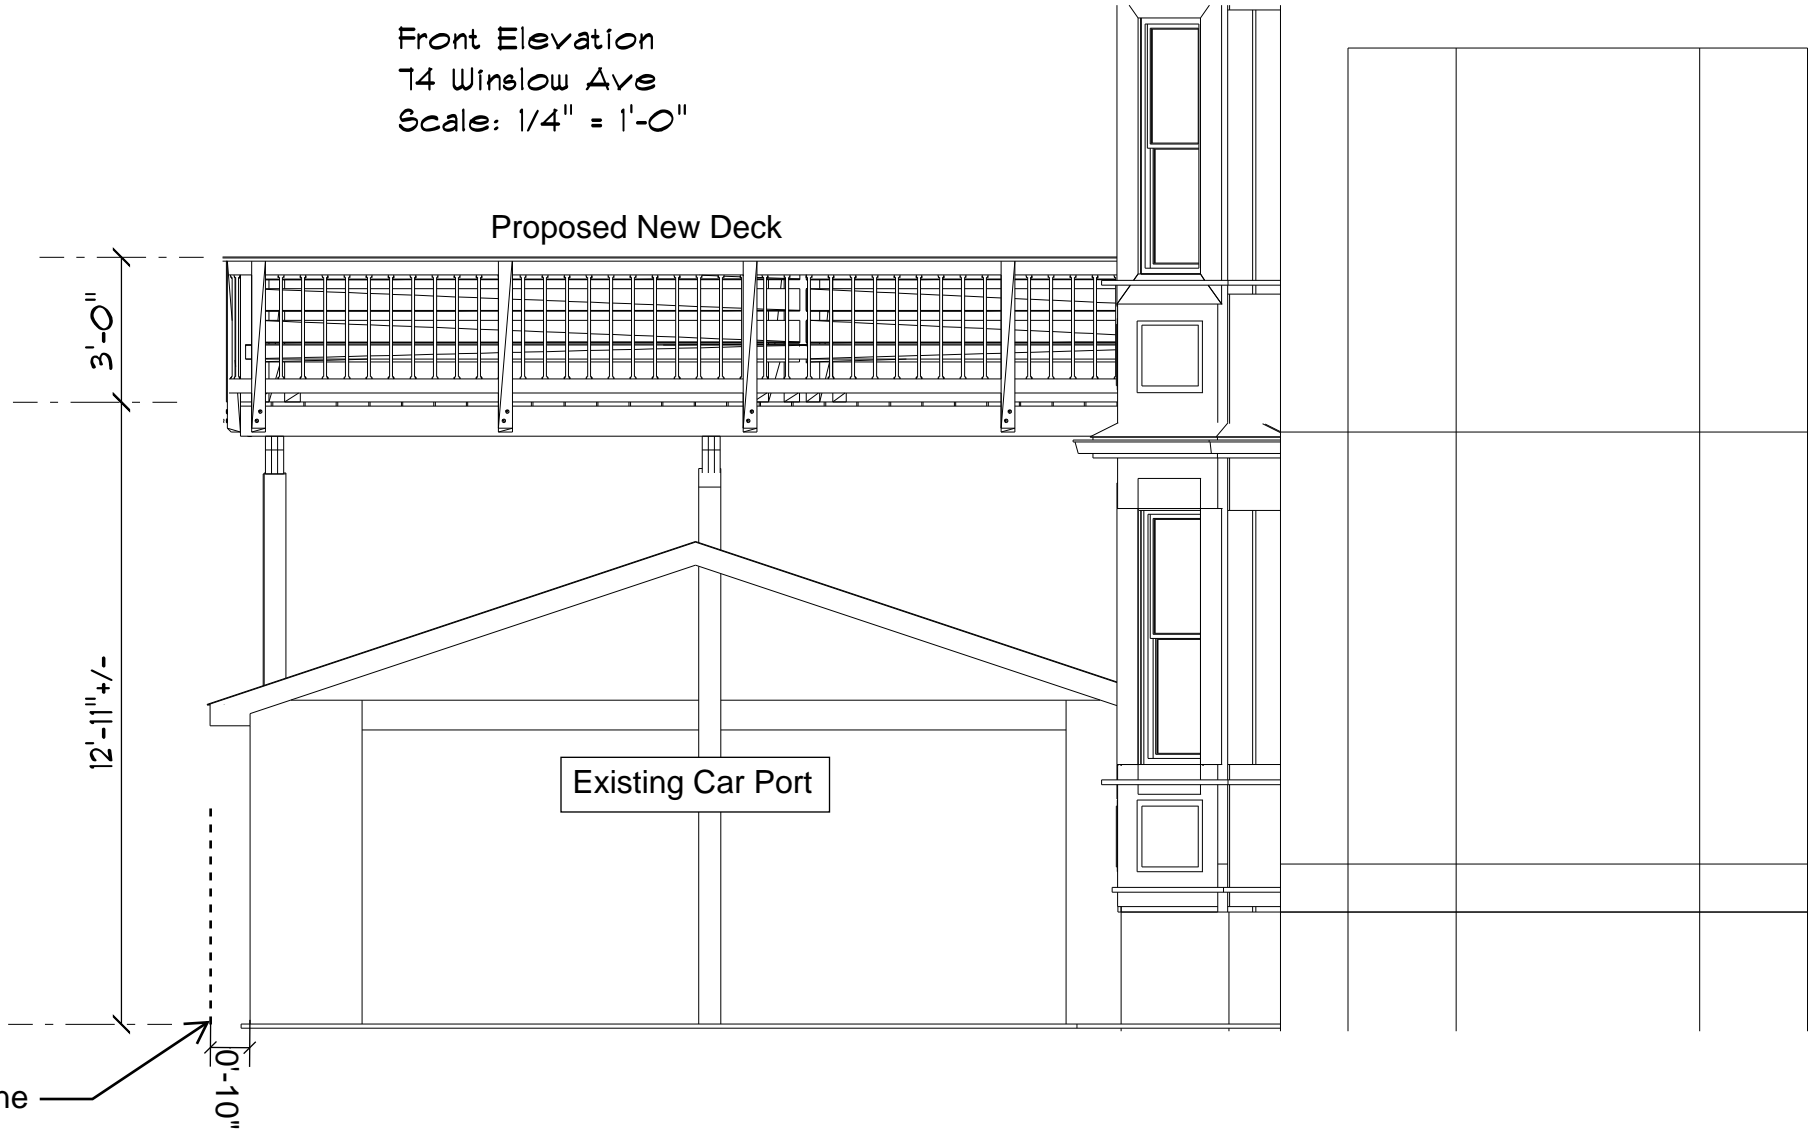 Front Elevation
74 Winslow Ave
Scale: 1/4" = 1'-0"
Proposed New Deck
3'-0"
12'-11"+/-
Existing Car Port
0'-10"